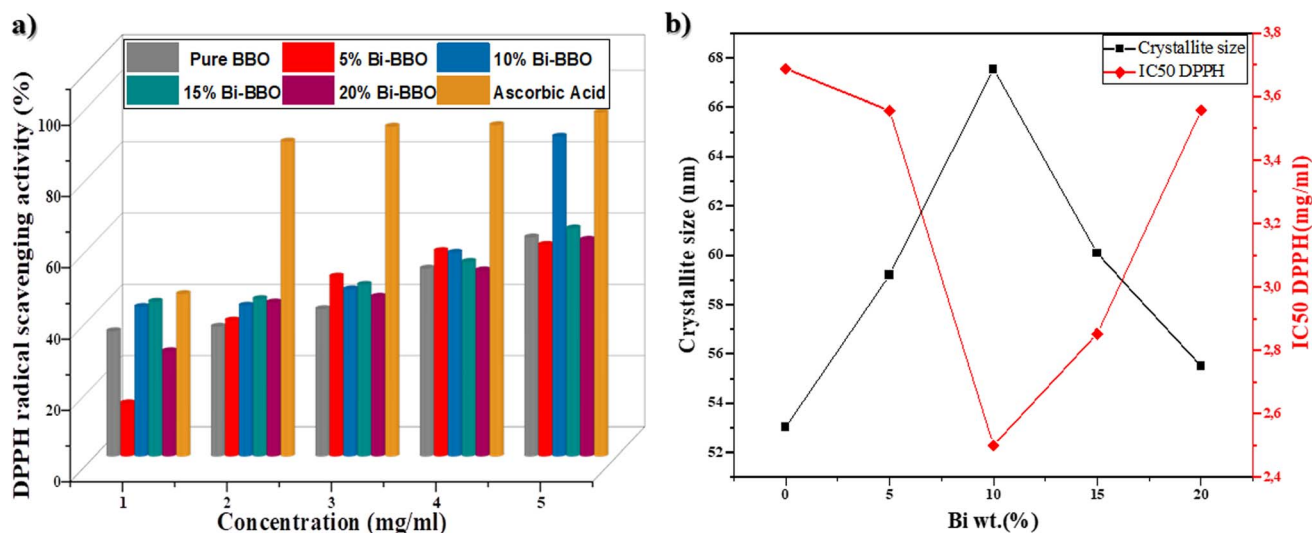 a)
Pure BBO 5% Bi-BBO 10% Bi-BBO
15% Bi-BBO 20% Bi-BBO Ascorbic Acid
DPPH radical scavenging activity (%)
100
80
60
40
20
0
1 2 3 4 5
Concentration (mg/ml)
b)
Crystallite size
IC50 DPPH
Crystallite size (nm)
68
66
64
62
60
58
56
54
52
3,8
3,6
3,4
3,2
3,0
2,8
2,6
2,4
IC50 DPPH(mg/ml)
0 5 10 15 20
Bi wt.(%)